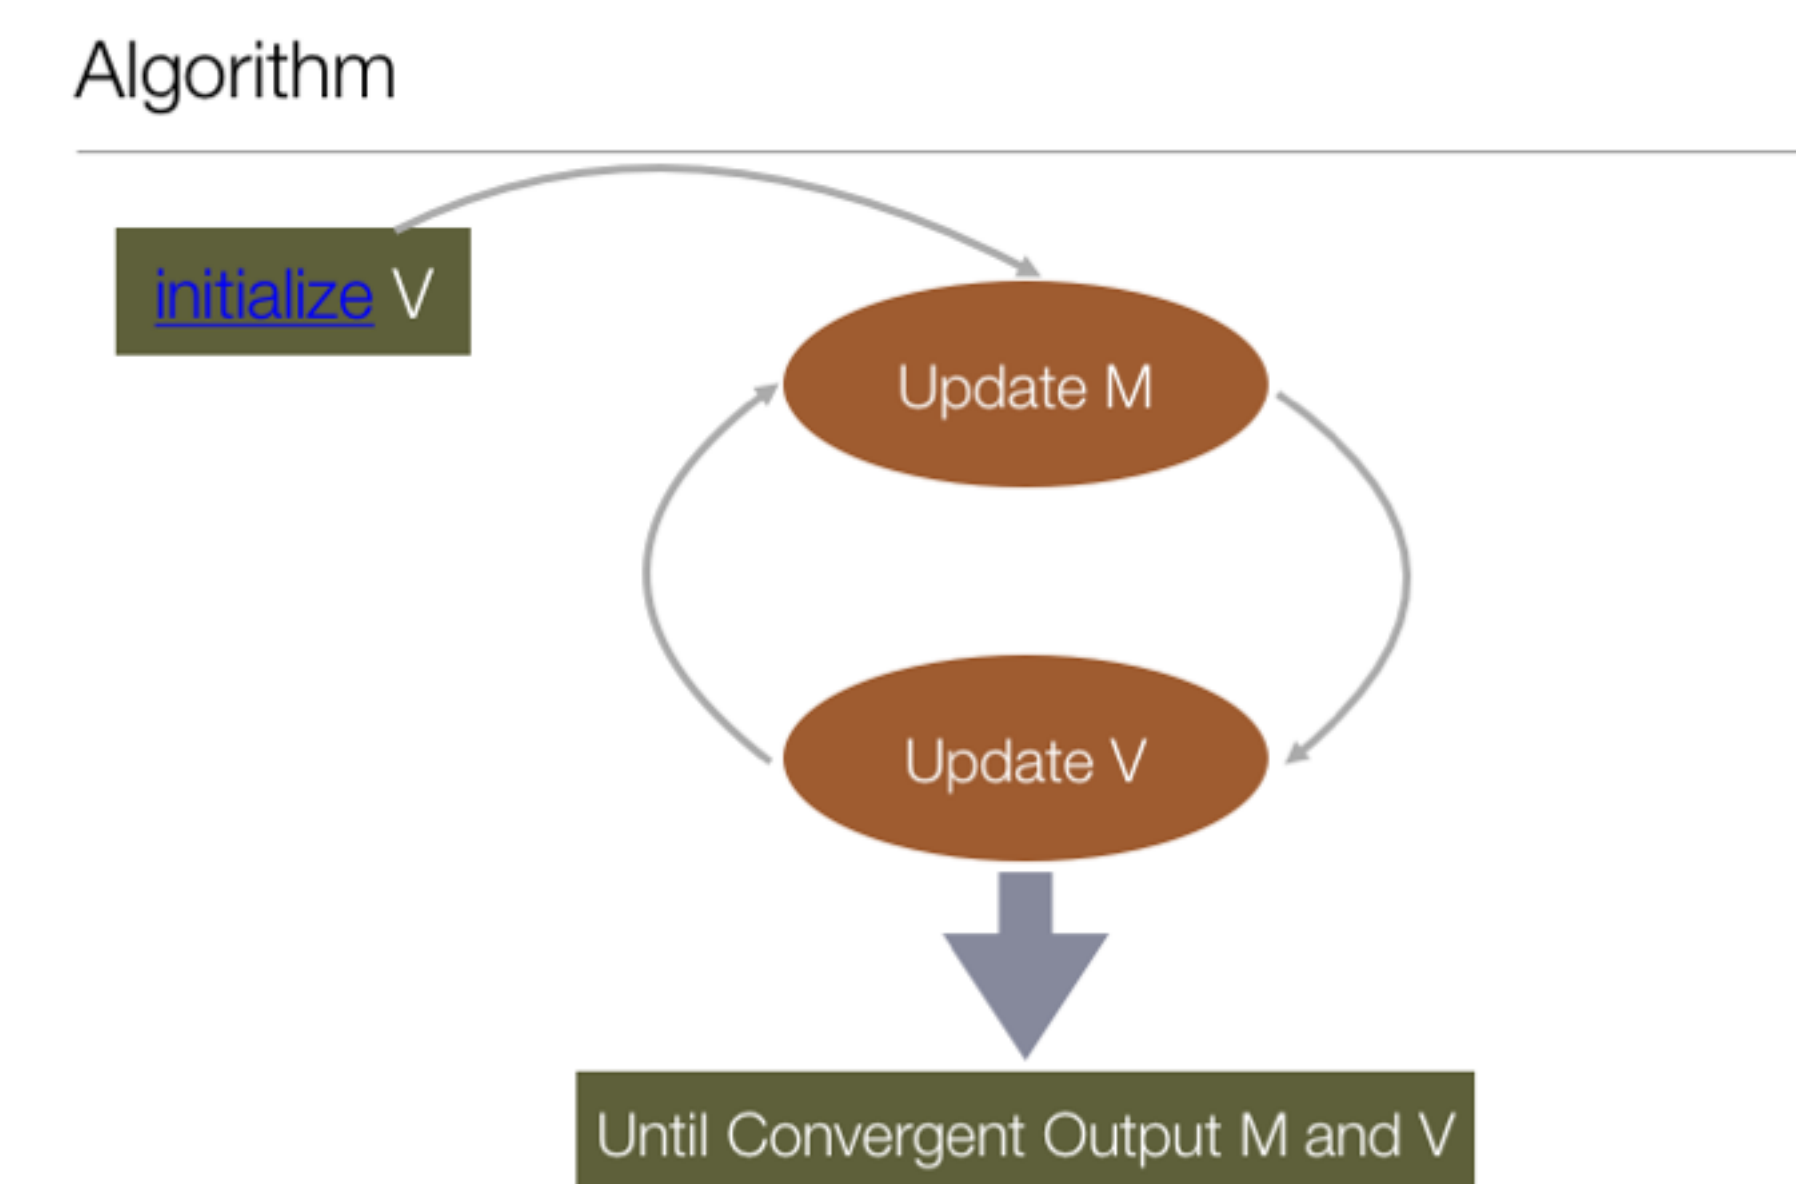 Algorithm
initialize V
Update M
Update V
Until Convergent Output M and V